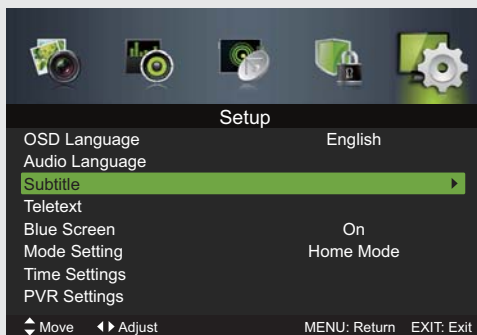 Setup
OSD Language English
Audio Language
Subtitle
Teletext
Blue Screen On
Mode Setting Home Mode
Time Settings
PVR Settings
Move Adjust MENU: Return EXIT: Exit